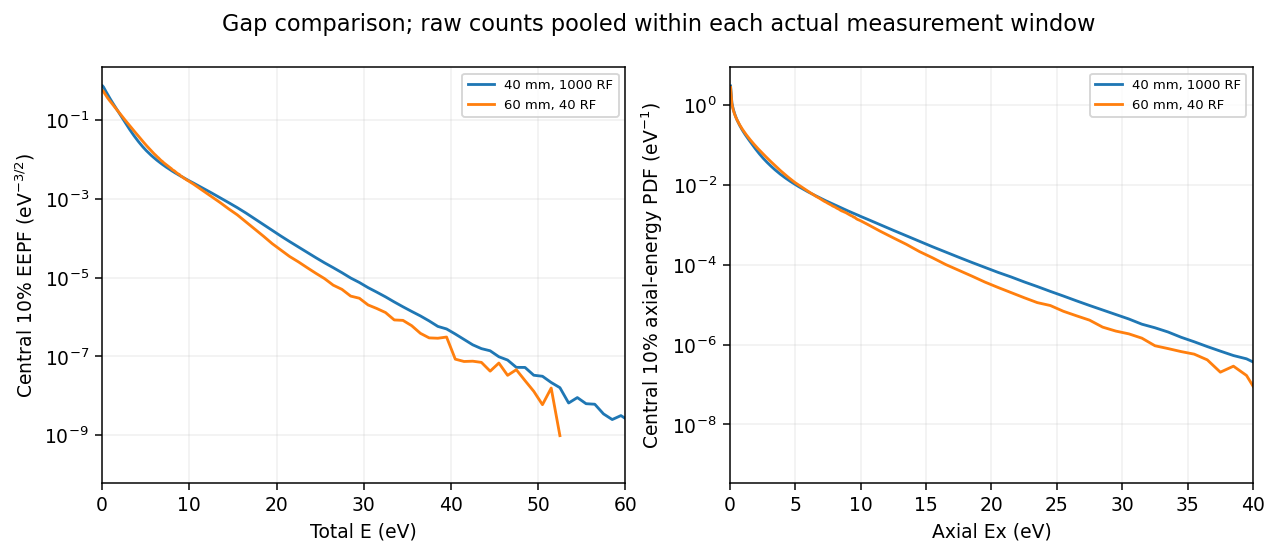 Gap comparison; raw counts pooled within each actual measurement window
Central 10% EEPF (eV⁻³ᐟ²)
10⁻¹
10⁻³
10⁻⁵
10⁻⁷
10⁻⁹
40 mm, 1000 RF
60 mm, 40 RF
0 10 20 30 40 50 60
Total E (eV)
Central 10% axial-energy PDF (eV⁻¹)
10⁰
10⁻²
10⁻⁴
10⁻⁶
10⁻⁸
40 mm, 1000 RF
60 mm, 40 RF
0 5 10 15 20 25 30 35 40
Axial Ex (eV)